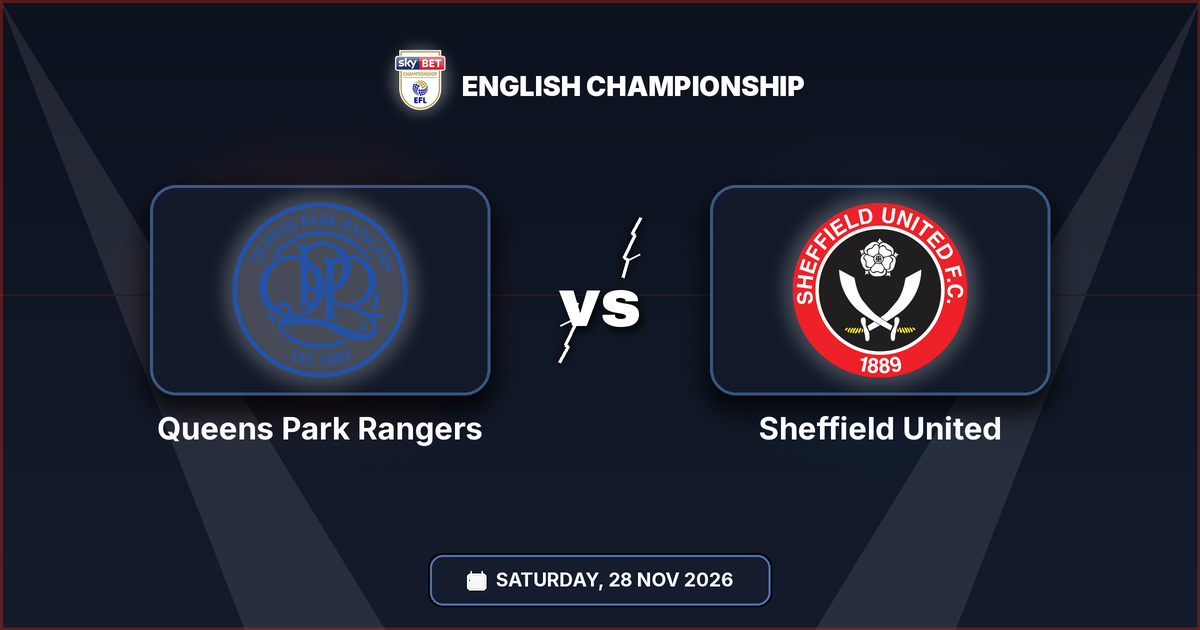 sky BET
CHAMPIONSHIP
EFL
ENGLISH CHAMPIONSHIP
QUEENS PARK RANGERS
QPR
EST 1882
SHEFFIELD UNITED F.C.
1889
VS
Queens Park Rangers
Sheffield United
SATURDAY, 28 NOV 2026